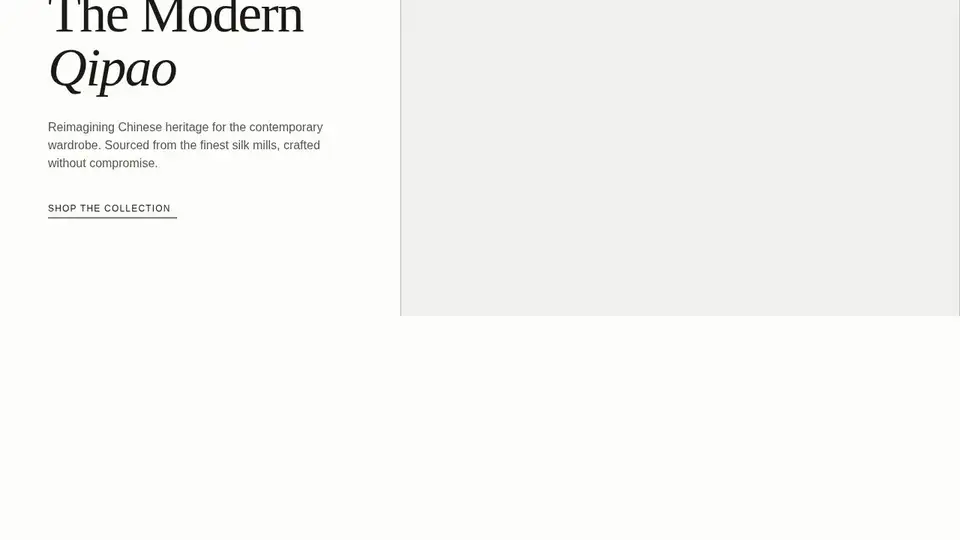 The Modern
Qipao
Reimagining Chinese heritage for the contemporary
wardrobe. Sourced from the finest silk mills, crafted
without compromise.
SHOP THE COLLECTION